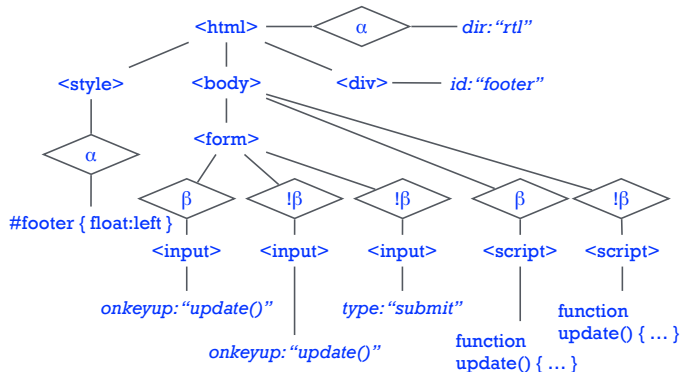 <html>
α
dir:“rtl”
<style>
<body>
<div>
id:“footer”
<form>
α
β
!β
!β
β
!β
#footer { float:left }
<input>
<input>
<input>
<script>
<script>
onkeyup:“update()”
type:“submit”
function
update() { … }
onkeyup:“update()”
function
update() { … }